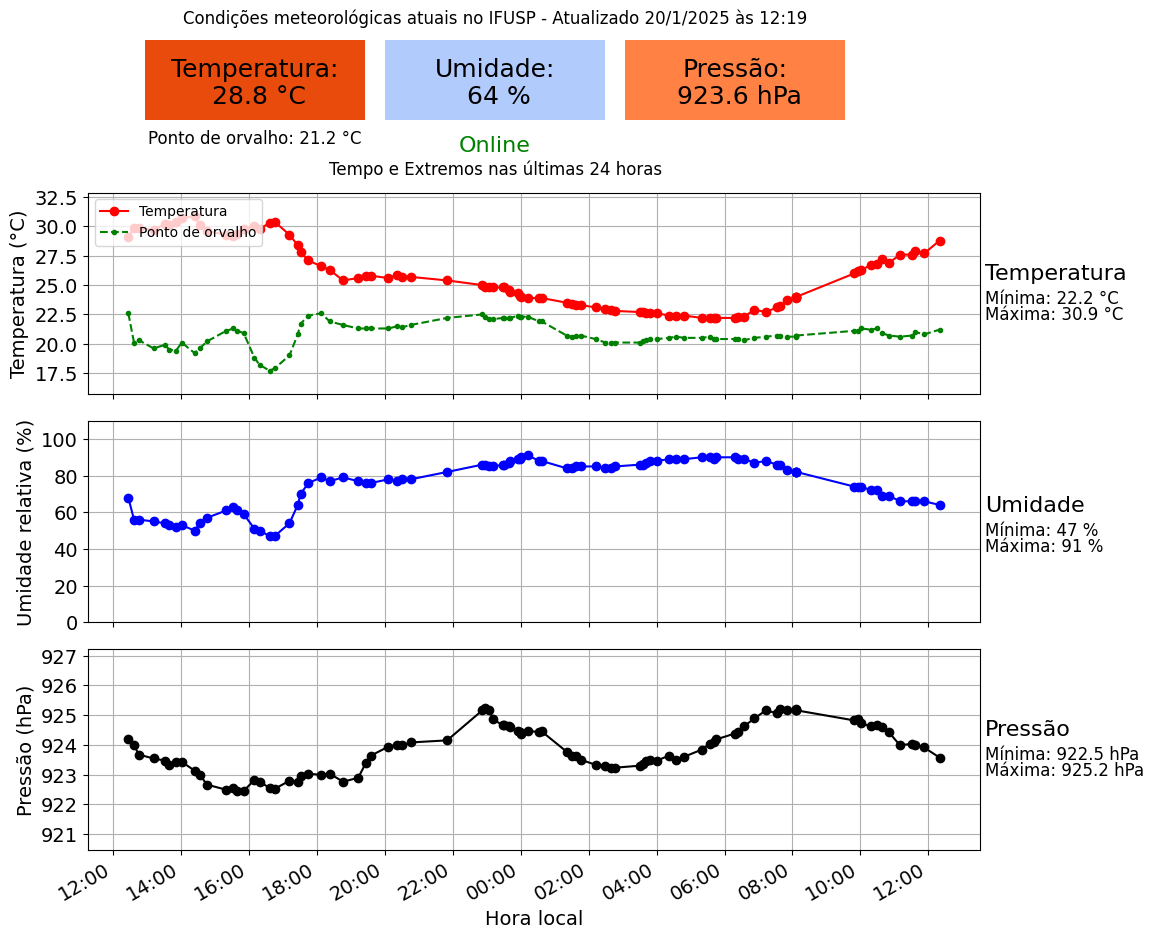 Condições meteorológicas atuais no IFUSP - Atualizado 20/1/2025 às 12:19
Temperatura:
28.8 °C
Umidade:
64 %
Pressão:
923.6 hPa
Ponto de orvalho: 21.2 °C
Online
Tempo e Extremos nas últimas 24 horas
Temperatura (°C)
32.5
30.0
27.5
25.0
22.5
20.0
17.5
Temperatura
Ponto de orvalho
Temperatura
Mínima: 22.2 °C
Máxima: 30.9 °C
Umidade relativa (%)
100
80
60
40
20
0
Umidade
Mínima: 47 %
Máxima: 91 %
Pressão (hPa)
927
926
925
924
923
922
921
Pressão
Mínima: 922.5 hPa
Máxima: 925.2 hPa
12:00
14:00
16:00
18:00
20:00
22:00
00:00
02:00
04:00
06:00
08:00
10:00
12:00
Hora local